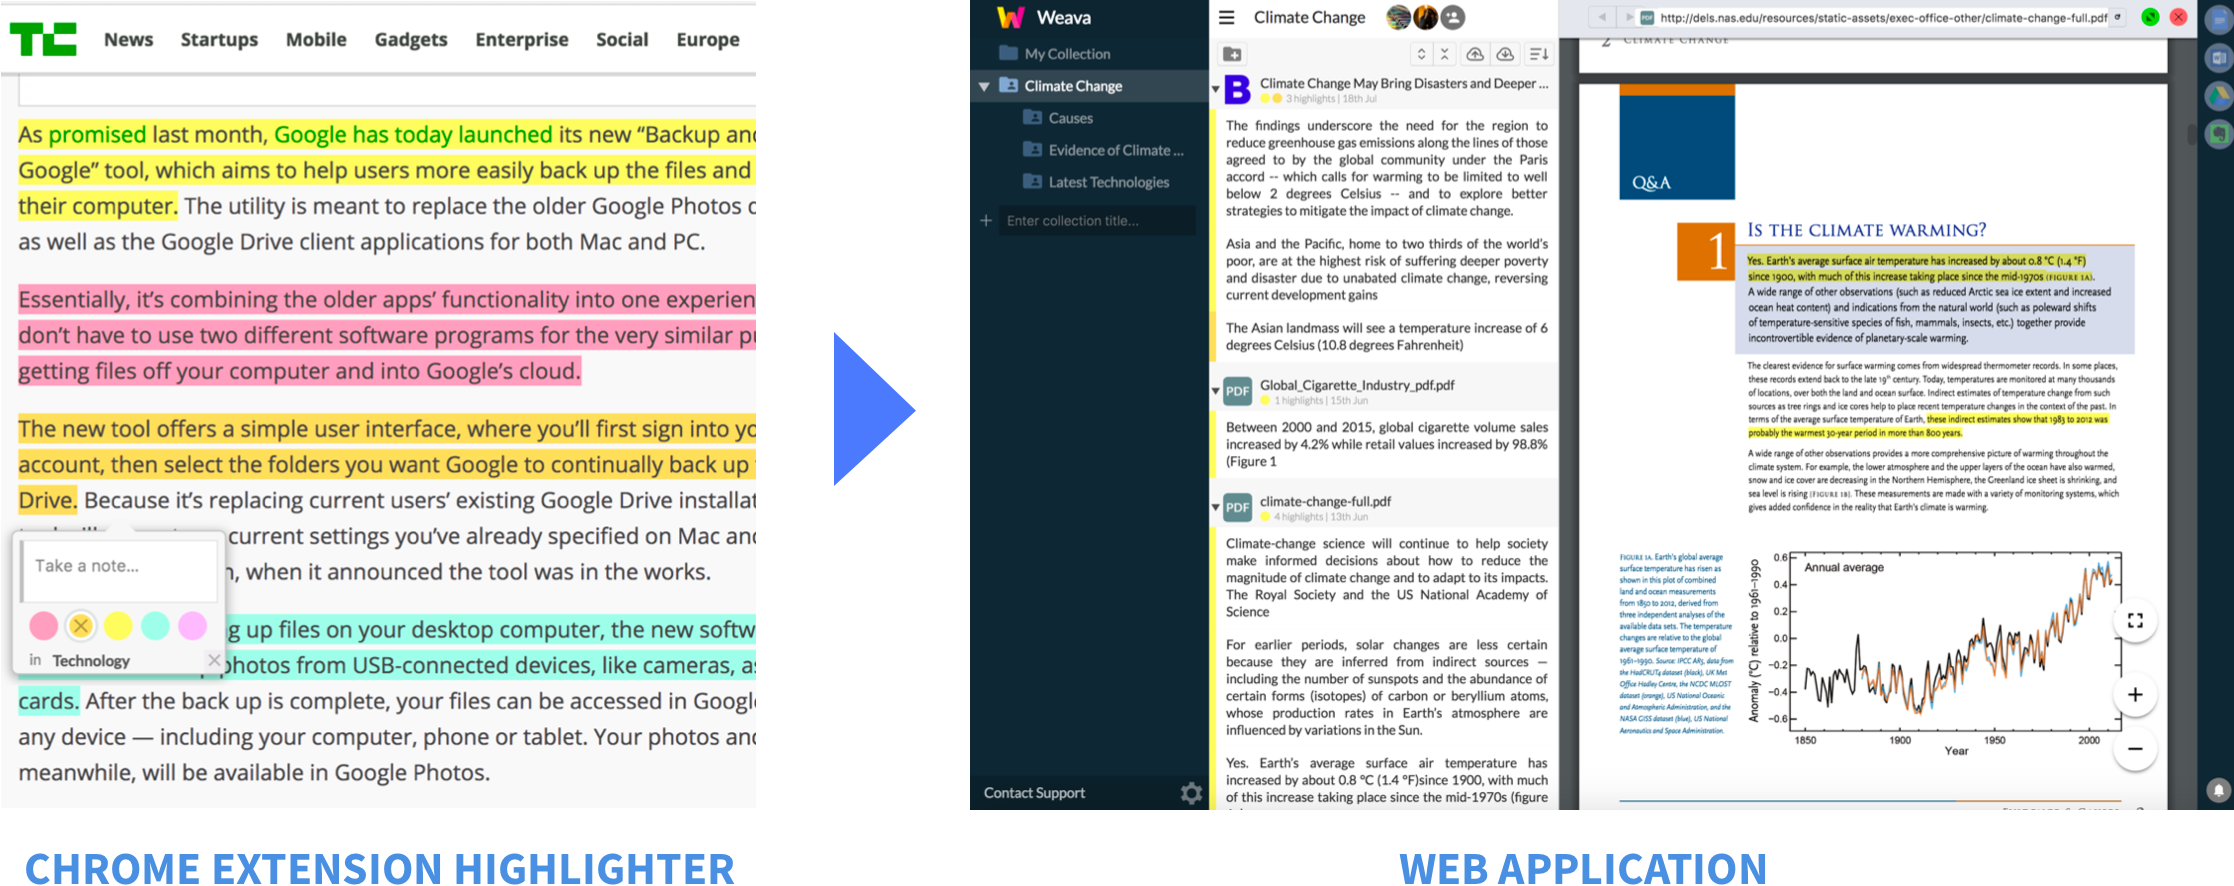 TC News Startups Mobile Gadgets Enterprise Social Europe
As promised last month, Google has today launched its new “Backup and
Google” tool, which aims to help users more easily back up the files and
their computer. The utility is meant to replace the older Google Photos
as well as the Google Drive client applications for both Mac and PC.
Essentially, it’s combining the older apps’ functionality into one experien
don’t have to use two different software programs for the very similar
getting files off your computer and into Google’s cloud.
The new tool offers a simple user interface, where you’ll first sign into yo
account, then select the folders you want Google to continually back up
Drive. Because it’s replacing current users’ existing Google Drive installat
current settings you’ve already specified on Mac and
Take a note...
, when it announced the tool was in the works.
g up files on your desktop computer, the new softw
in Technology
photos from USB-connected devices, like cameras,
cards. After the back up is complete, your files can be accessed in Google
any device — including your computer, phone or tablet. Your photos and
meanwhile, will be available in Google Photos.
CHROME EXTENSION HIGHLIGHTER
Weava
My Collection
Climate Change
Causes
Evidence of Climate ...
Latest Technologies
+ Enter collection title...
Contact Support
Climate Change
B Climate Change May Bring Disasters and Deeper ...
3 highlights | 18th Jul
The findings underscore the need for the region to
reduce greenhouse gas emissions along the lines of those
agreed to by the global community under the Paris
accord -- which calls for warming to be limited to well
below 2 degrees Celsius -- and to explore better
strategies to mitigate the impact of climate change.
Asia and the Pacific, home to two thirds of the world’s
poor, are at the highest risk of suffering deeper poverty
and disaster due to unabated climate change, reversing
current development gains
The Asian landmass will see a temperature increase of 6
degrees Celsius (10.8 degrees Fahrenheit)
PDF Global_Cigarette_Industry_pdf.pdf
1 highlights | 15th Jun
Between 2000 and 2015, global cigarette volume sales
increased by 4.2% while retail values increased by 98.8%
(Figure 1
PDF climate-change-full.pdf
4 highlights | 13th Jun
Climate-change science will continue to help society
make informed decisions about how to reduce the
magnitude of climate change and to adapt to its impacts.
The Royal Society and the US National Academy of
Science
For earlier periods, solar changes are less certain
because they are inferred from indirect sources —
including the number of sunspots and the abundance of
certain forms (isotopes) of carbon or beryllium atoms,
whose production rates in Earth’s atmosphere are
influenced by variations in the Sun.
Yes. Earth’s average surface air temperature has
increased by about 0.8 °C (1.4 °F)since 1900, with much
of this increase taking place since the mid-1970s (figure
PDF http://dels.nas.edu/resources/static-assets/exec-office-other/climate-change-full.pdf
2 CLIMATE CHANGE
Q&A
1 IS THE CLIMATE WARMING?
Yes. Earth’s average surface air temperature has increased by about 0.8 °C (1.4 °F)
since 1900, with much of this increase taking place since the mid-1970s (FIGURE 1A).
A wide range of other observations (such as reduced Arctic sea ice extent and increased
ocean heat content) and indications from the natural world (such as poleward shifts
of temperature-sensitive species of fish, mammals, insects, etc.) together provide
incontrovertible evidence of planetary-scale warming.
The clearest evidence for surface warming comes from widespread thermometer records. In some places,
these records extend back to the late 19th century. Today, temperatures are monitored at many thousands
of locations, over both the land and ocean surface. Indirect estimates of temperature change from such
sources as tree rings and ice cores help to place recent temperature changes in the context of the past. In
terms of the average surface temperature of Earth, these indirect estimates show that 1983 to 2012 was
probably the warmest 30-year period in more than 800 years.
A wide range of other observations provides a more comprehensive picture of warming throughout the
climate system. For example, the lower atmosphere and the upper layers of the ocean have also warmed,
snow and ice cover are decreasing in the Northern Hemisphere, the Greenland ice sheet is shrinking, and
sea level is rising (FIGURE 1B). These measurements are made with a variety of monitoring systems, which
gives added confidence in the reality that Earth’s climate is warming.
FIGURE 1A. Earth’s global average
surface temperature has risen as
shown in this plot of combined
land and ocean measurements
from 1850 to 2012, derived from
three independent analyses of the
available data sets. The temperature
changes are relative to the global
average surface temperature of
1961–1990. Source: IPCC AR5, data from
the HadCRUT4 dataset (black), UK Met
Office Hadley Centre, the NCDC MLOST
dataset (orange), US National Oceanic
and Atmospheric Administration, and the
NASA GISS dataset (blue), US National
Aeronautics and Space Administration.
Anomaly (°C) relative to 1961–1990
Annual average
0.6
0.4
0.2
0.0
−0.2
−0.4
−0.6
1850 1900 1950 2000
Year
WEB APPLICATION